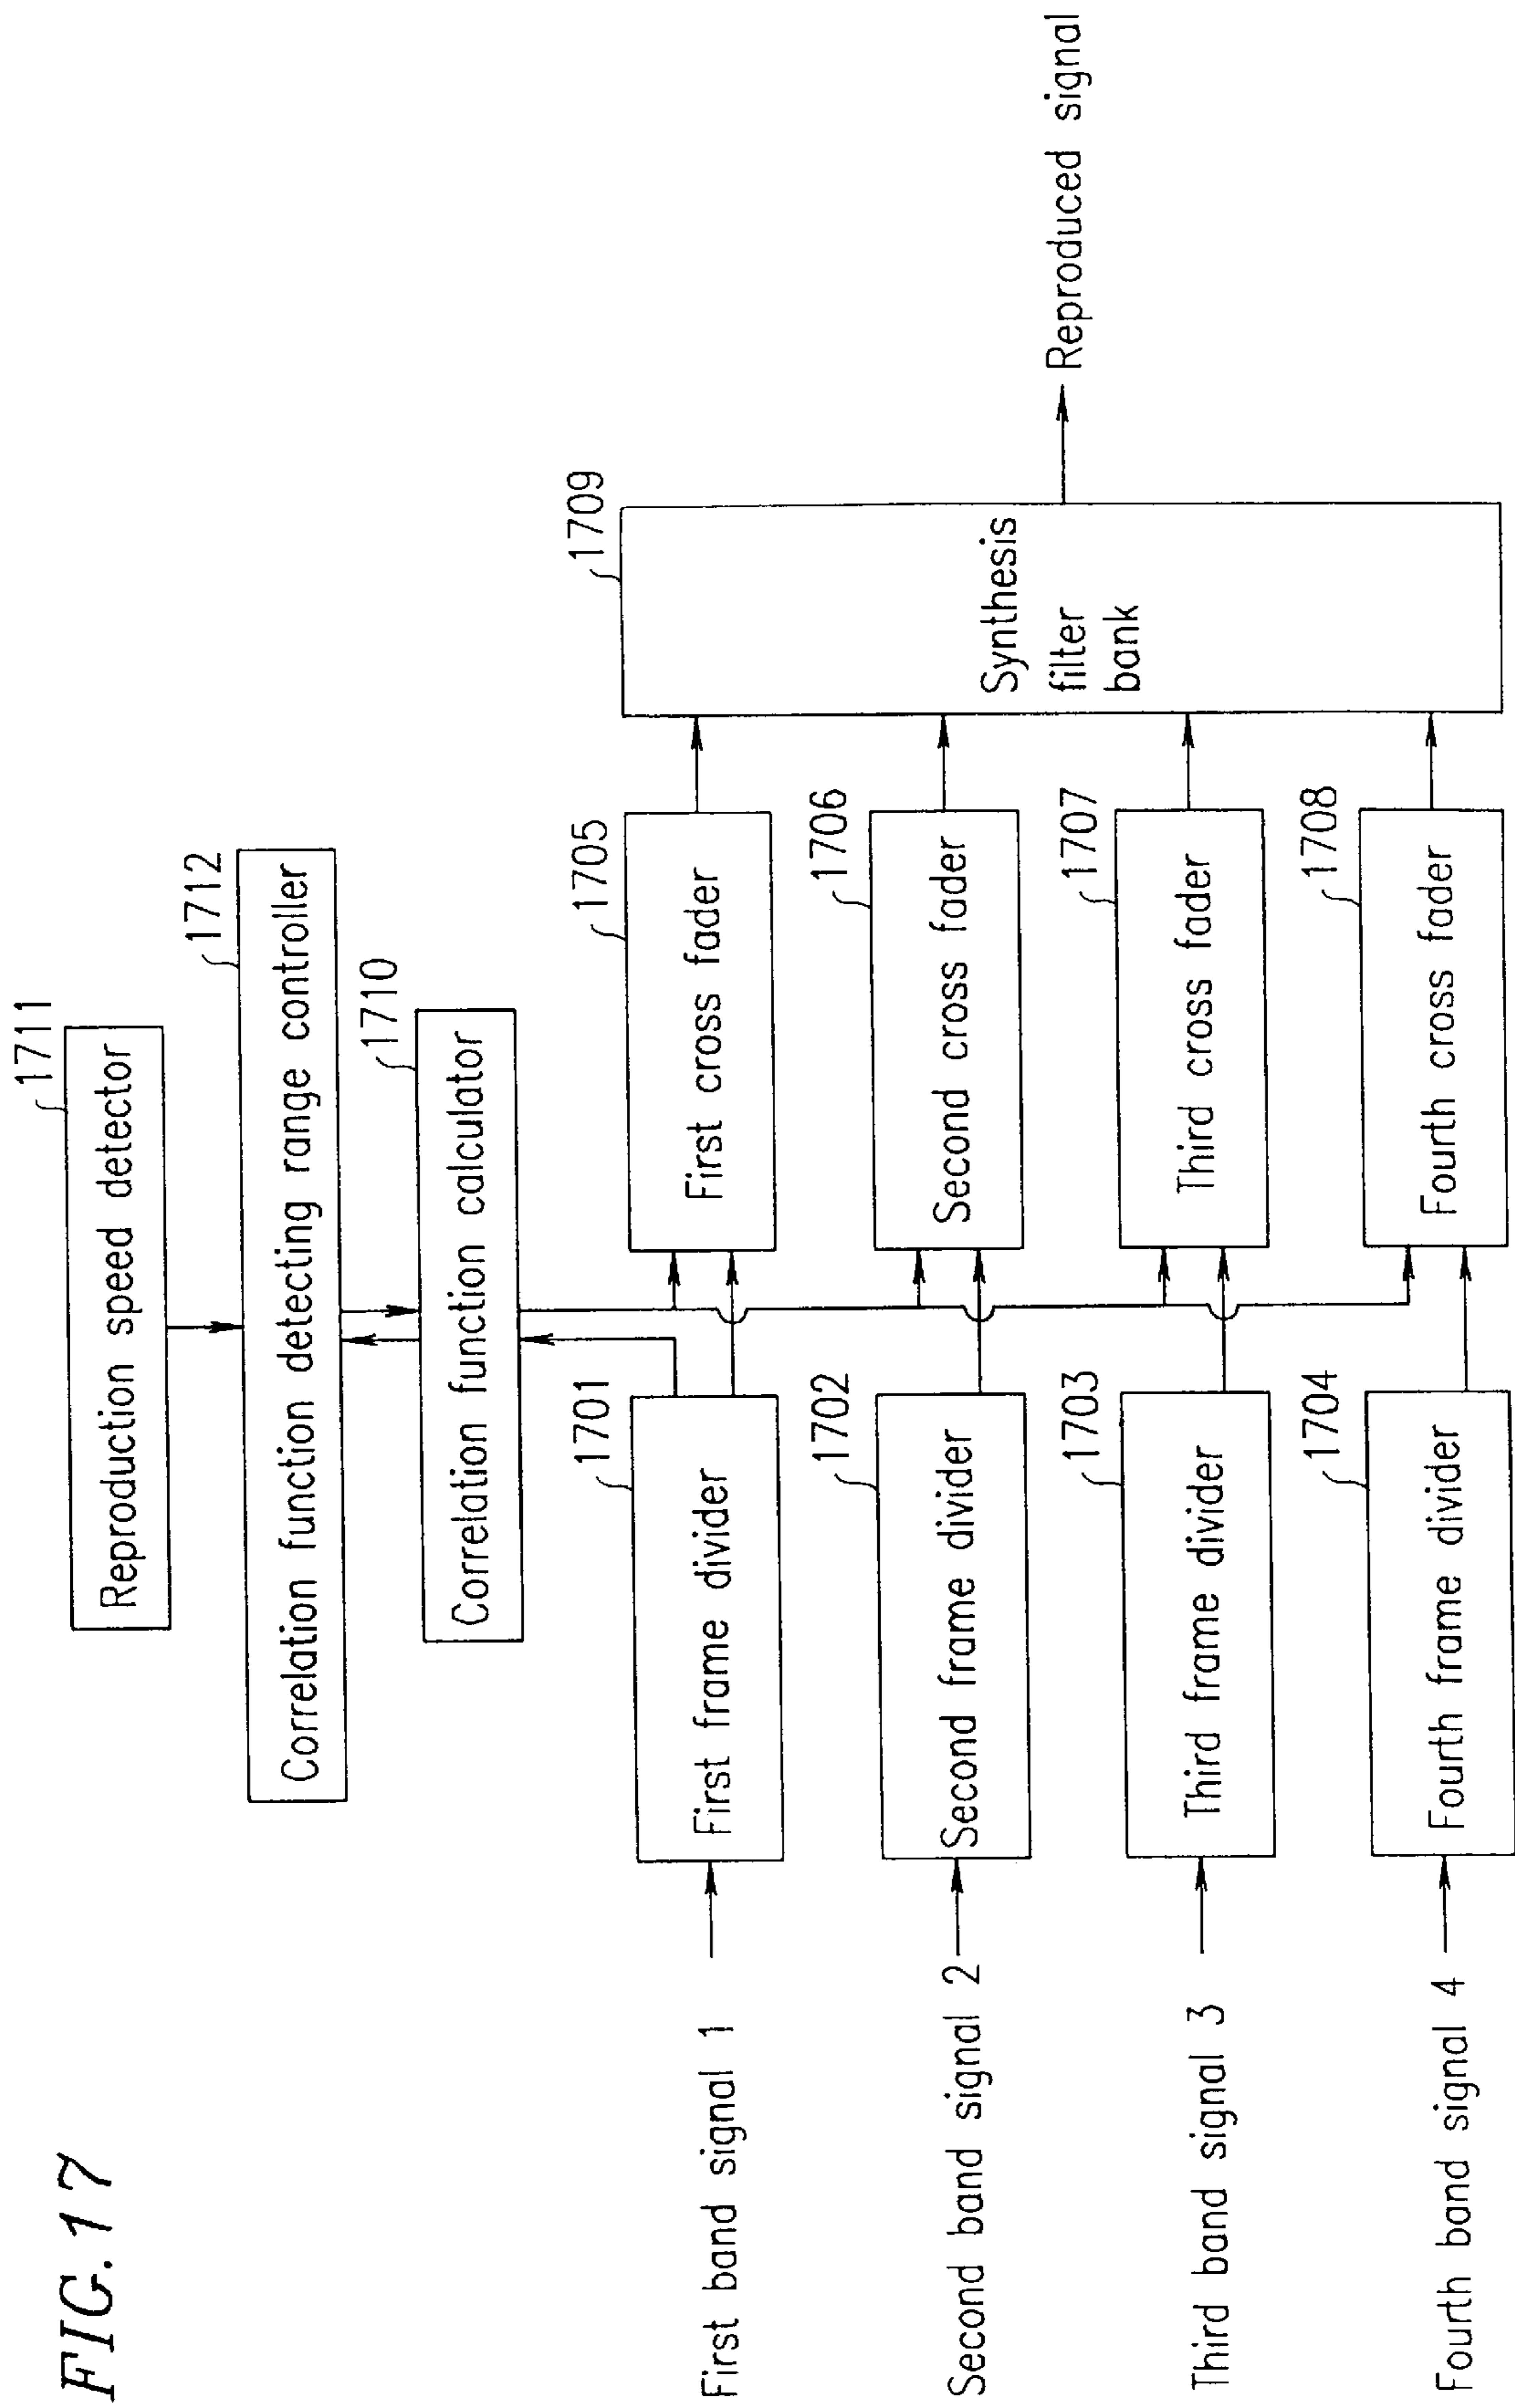 FIG.17
1711
Reproduction speed detector
1712
Correlation function detecting range controller
1710
Correlation function calculator
First band signal 1
1701
First frame divider
1705
First cross fader
1709
Synthesis
filter
bank
Reproduced signal
Second band signal 2
1702
Second frame divider
1706
Second cross fader
Third band signal 3
1703
Third frame divider
1707
Third cross fader
Fourth band signal 4
1704
Fourth frame divider
1708
Fourth cross fader